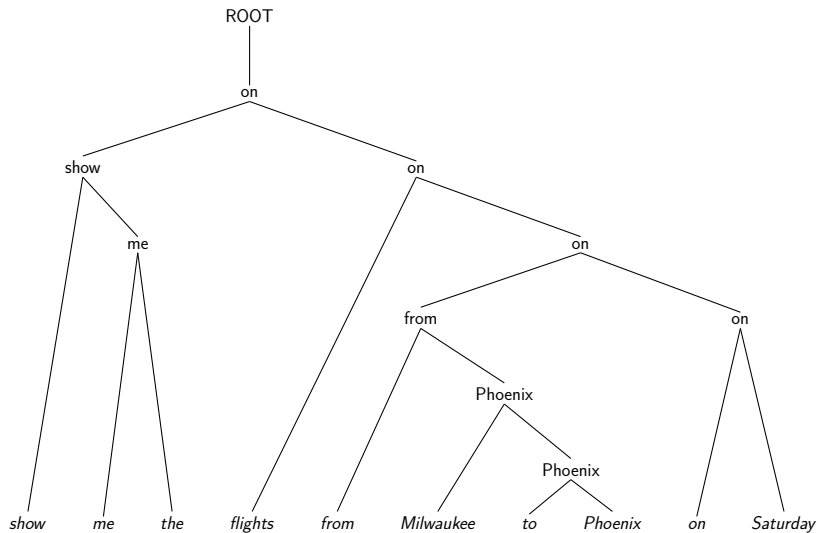 ROOT
on
show on
me on
from on
Phoenix
Phoenix
show me the flights from Milwaukee to Phoenix on Saturday